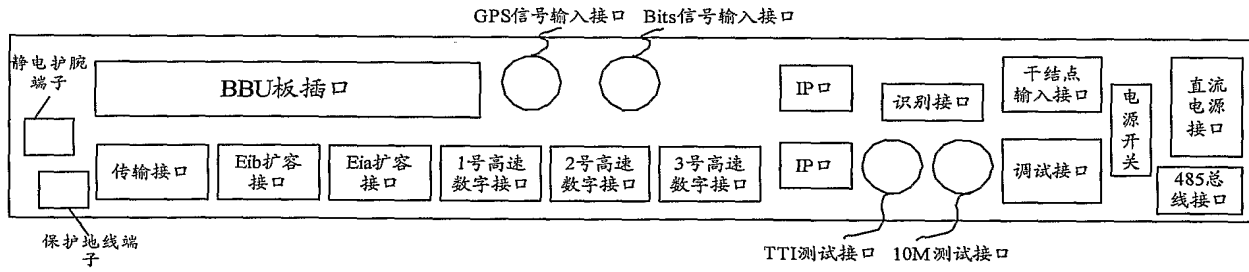 GPS信号输入接口
Bits信号输入接口
静电护腕
端子
BBU板插口
IP口
识别接口
干结点
输入接口
电
源
开
关
直流
电源
接口
传输接口
Eib扩容
接口
Eia扩容
接口
1号高速
数字接口
2号高速
数字接口
3号高速
数字接口
IP口
调试接口
485总
线接口
保护地线端
子
TTI测试接口
10M测试接口